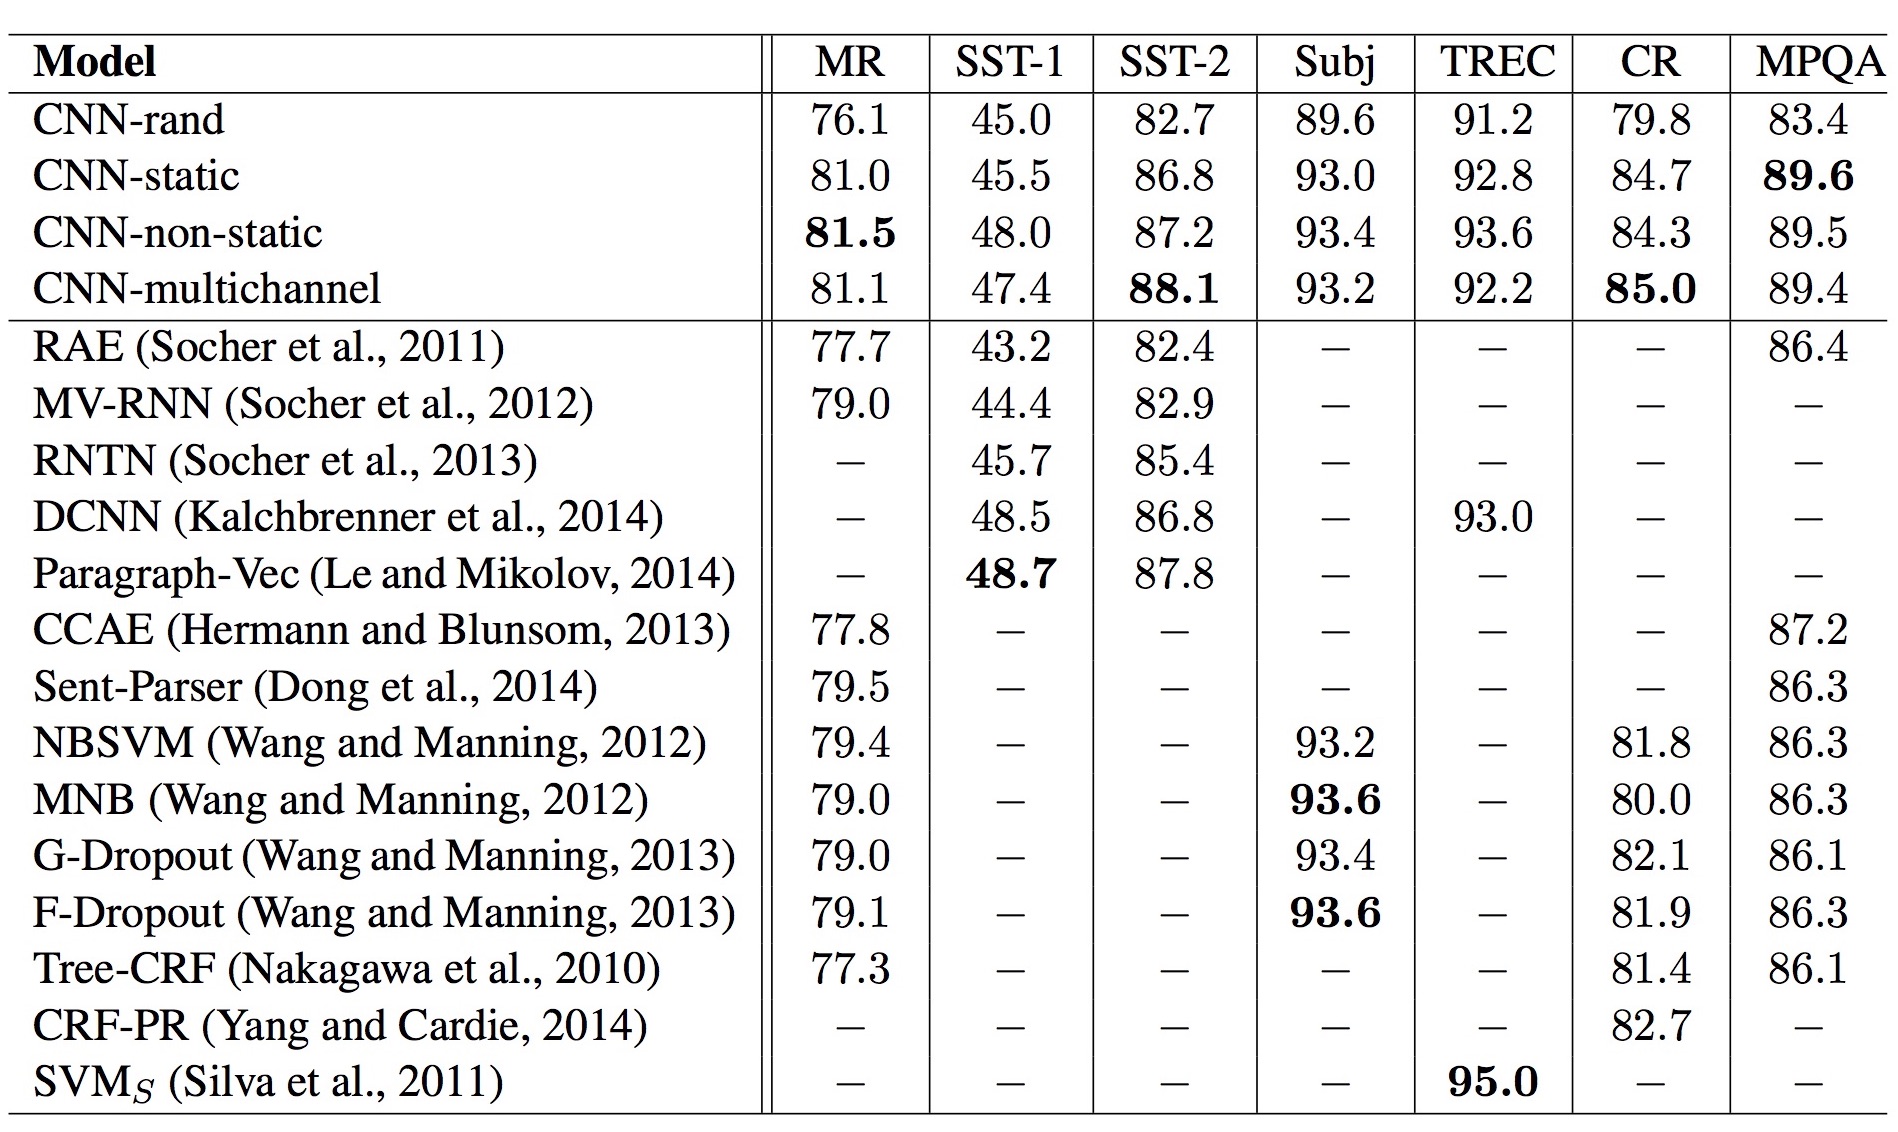 Model MR SST-1 SST-2 Subj TREC CR MPQA
CNN-rand 76.1 45.0 82.7 89.6 91.2 79.8 83.4
CNN-static 81.0 45.5 86.8 93.0 92.8 84.7 89.6
CNN-non-static 81.5 48.0 87.2 93.4 93.6 84.3 89.5
CNN-multichannel 81.1 47.4 88.1 93.2 92.2 85.0 89.4
RAE (Socher et al., 2011) 77.7 43.2 82.4 – – – 86.4
MV-RNN (Socher et al., 2012) 79.0 44.4 82.9 – – – –
RNTN (Socher et al., 2013) – 45.7 85.4 – – – –
DCNN (Kalchbrenner et al., 2014) – 48.5 86.8 – 93.0 – –
Paragraph-Vec (Le and Mikolov, 2014) – 48.7 87.8 – – – –
CCAE (Hermann and Blunsom, 2013) 77.8 – – – – – 87.2
Sent-Parser (Dong et al., 2014) 79.5 – – – – – 86.3
NBSVM (Wang and Manning, 2012) 79.4 – – 93.2 – 81.8 86.3
MNB (Wang and Manning, 2012) 79.0 – – 93.6 – 80.0 86.3
G-Dropout (Wang and Manning, 2013) 79.0 – – 93.4 – 82.1 86.1
F-Dropout (Wang and Manning, 2013) 79.1 – – 93.6 – 81.9 86.3
Tree-CRF (Nakagawa et al., 2010) 77.3 – – – – 81.4 86.1
CRF-PR (Yang and Cardie, 2014) – – – – – 82.7 –
SVMS (Silva et al., 2011) – – – – 95.0 – –